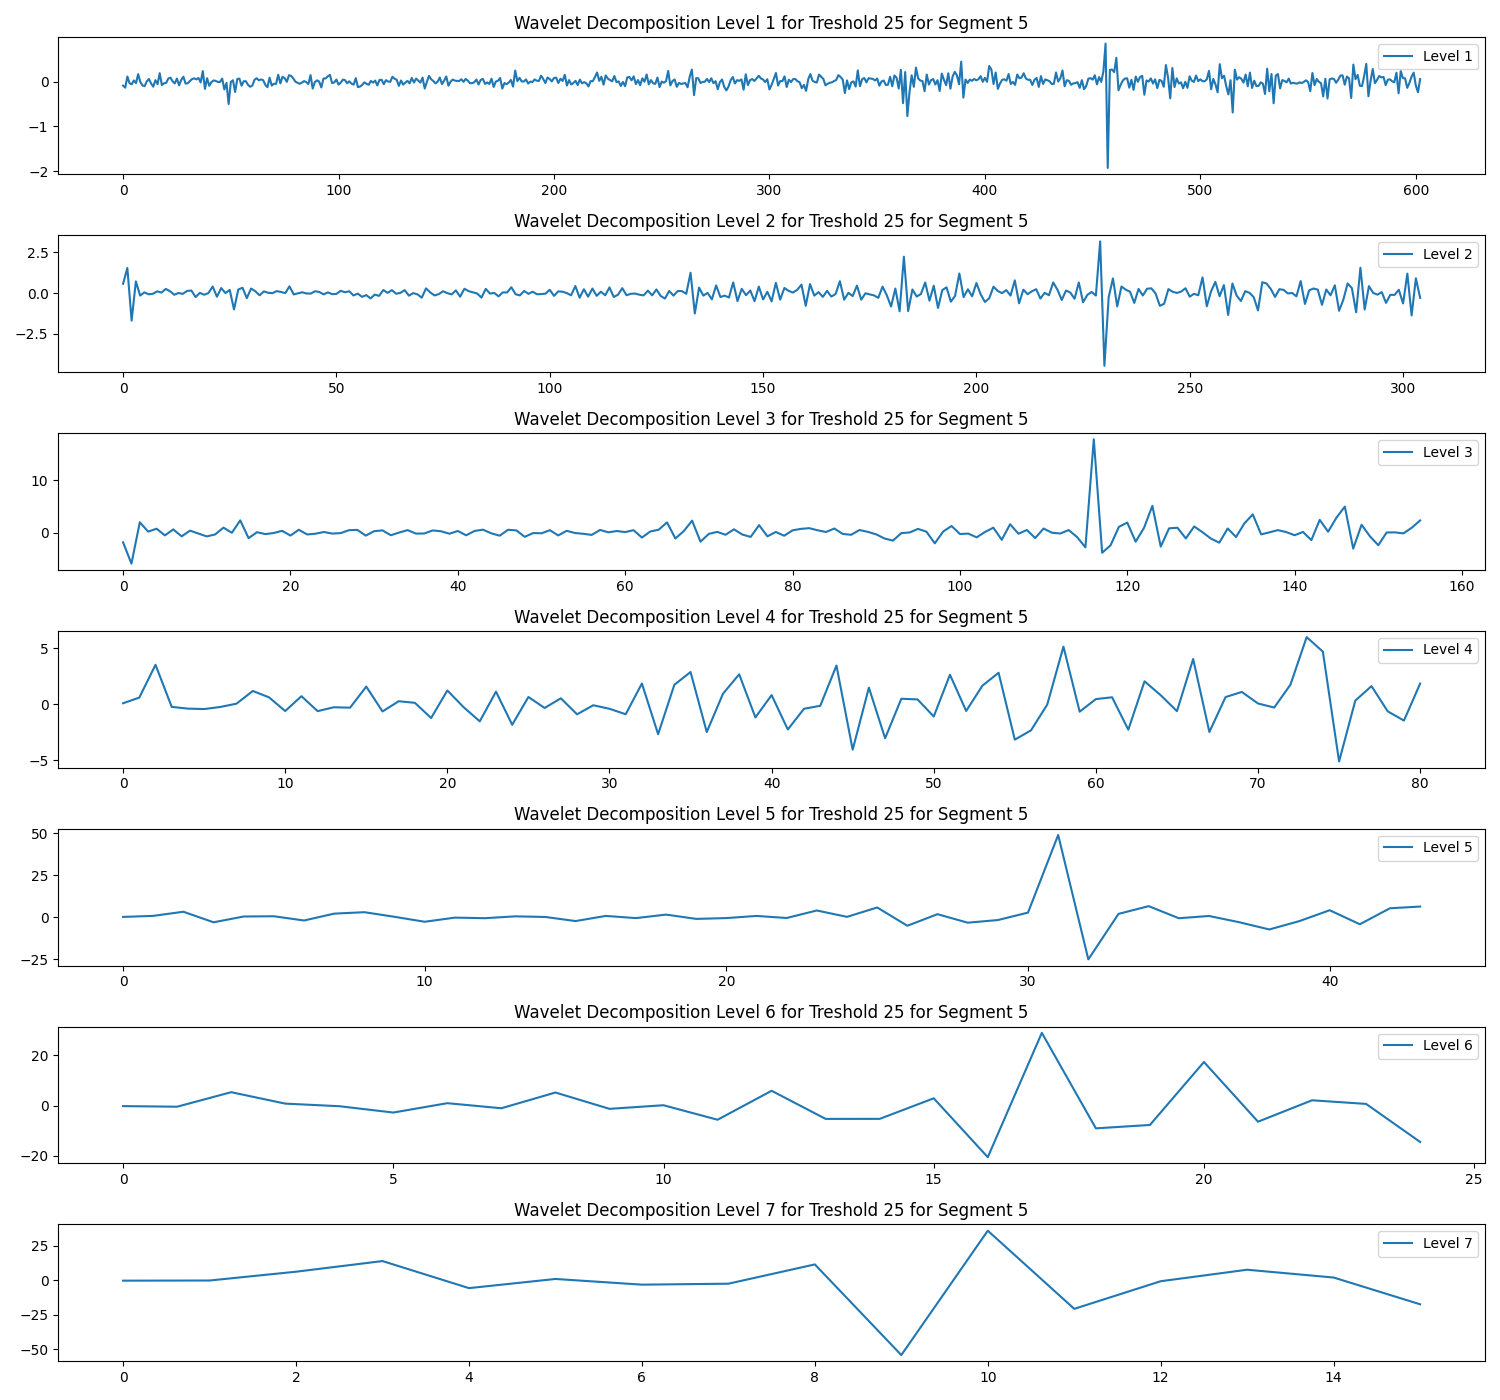 Wavelet Decomposition Level 1 for Treshold 25 for Segment 5
Level 1
0
−1
−2
0 100 200 300 400 500 600
Wavelet Decomposition Level 2 for Treshold 25 for Segment 5
Level 2
2.5
0.0
−2.5
0 50 100 150 200 250 300
Wavelet Decomposition Level 3 for Treshold 25 for Segment 5
Level 3
10
0
0 20 40 60 80 100 120 140 160
Wavelet Decomposition Level 4 for Treshold 25 for Segment 5
Level 4
5
0
−5
0 10 20 30 40 50 60 70 80
Wavelet Decomposition Level 5 for Treshold 25 for Segment 5
Level 5
50
25
0
−25
0 10 20 30 40
Wavelet Decomposition Level 6 for Treshold 25 for Segment 5
Level 6
20
0
−20
0 5 10 15 20 25
Wavelet Decomposition Level 7 for Treshold 25 for Segment 5
Level 7
25
0
−25
−50
0 2 4 6 8 10 12 14